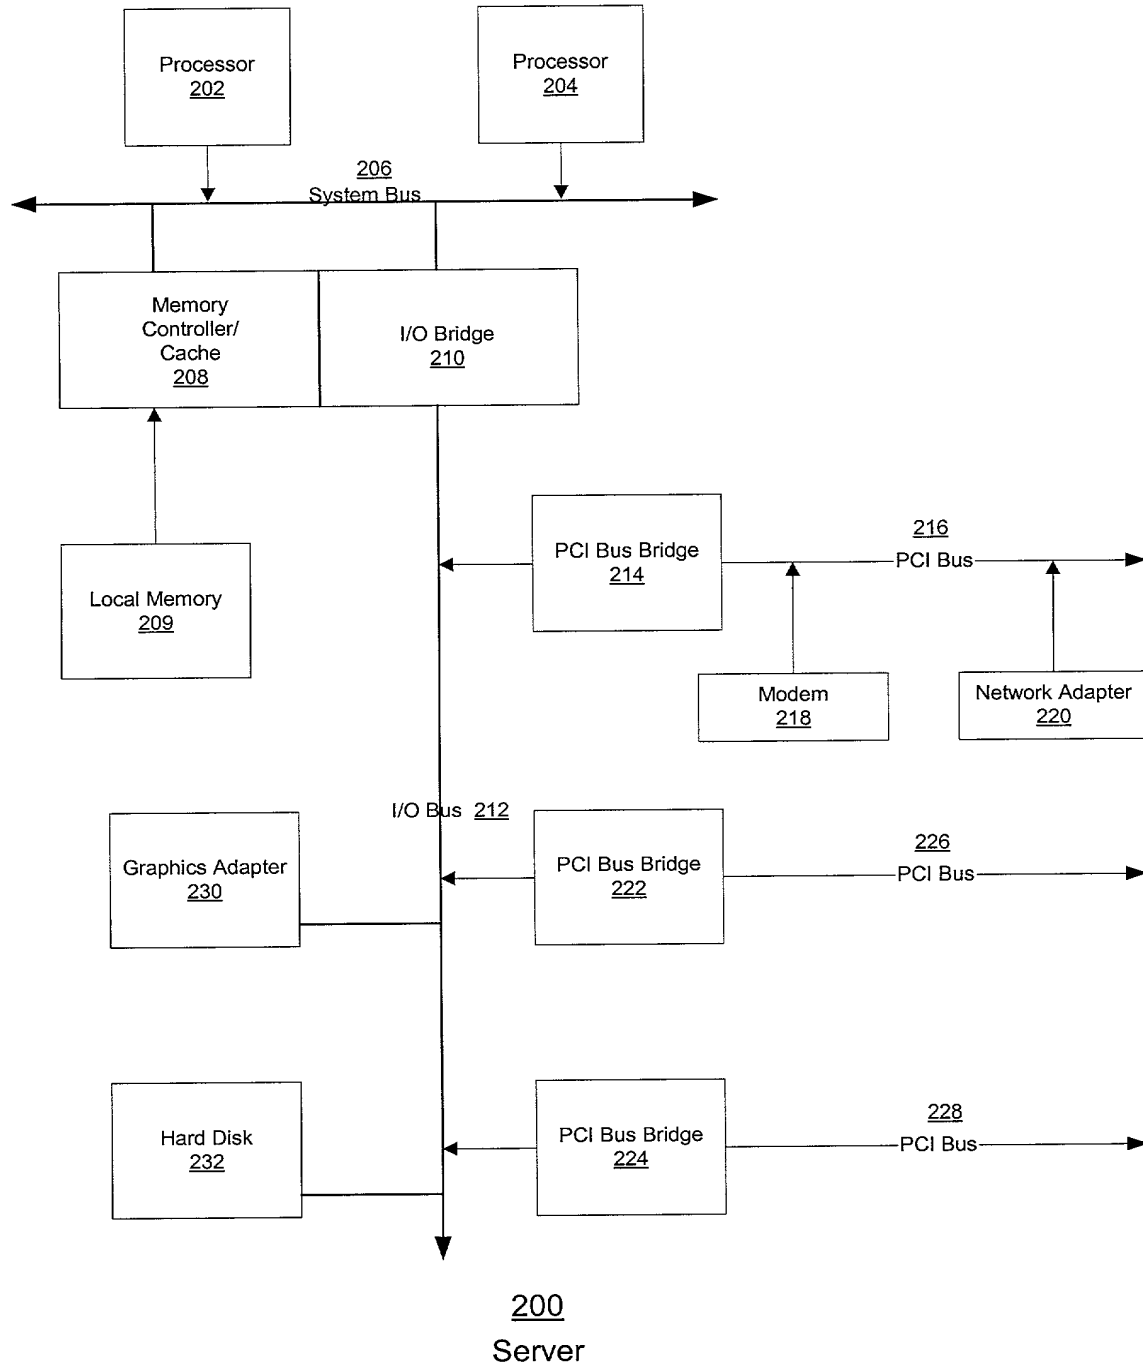 Processor
202
Processor
204
206
System Bus
Memory
Controller/
Cache
208
I/O Bridge
210
PCI Bus Bridge
214
216
PCI Bus
Local Memory
209
Modem
218
Network Adapter
220
I/O Bus 212
Graphics Adapter
230
PCI Bus Bridge
222
226
PCI Bus
Hard Disk
232
PCI Bus Bridge
224
228
PCI Bus
200
Server